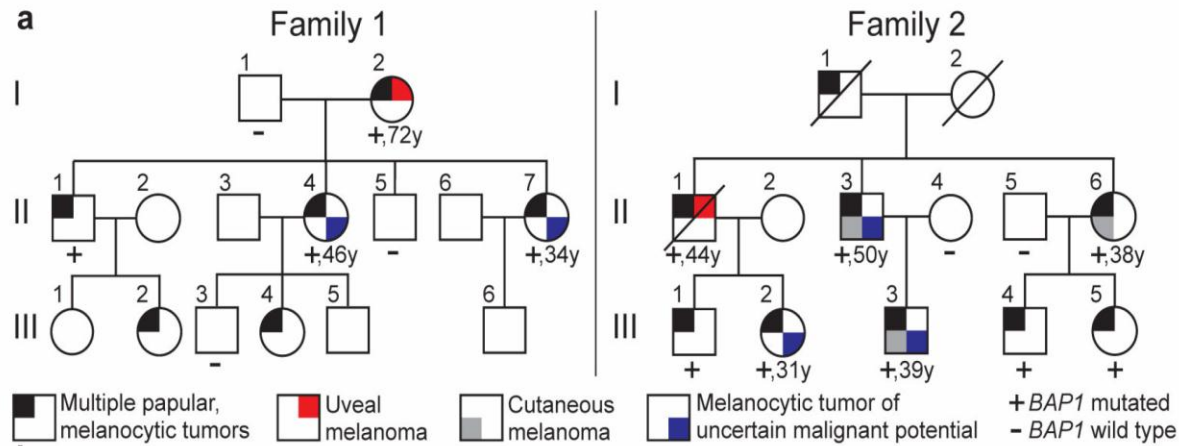 a
Family 1
Family 2
1 2
I
-
+,72y
1 2
I
1 2 3 4 5 6 7
II
+
+,46y
-
+,34y
1 2 3 4 5 6
II
+,44y
+,50y
-
-
+,38y
1 2 3 4 5 6
III
-
1 2 3 4 5
III
+
+,31y
+,39y
+
+
Multiple papular,
melanocytic tumors
Uveal
melanoma
Cutaneous
melanoma
Melanocytic tumor of
uncertain malignant potential
+ BAP1 mutated
- BAP1 wild type